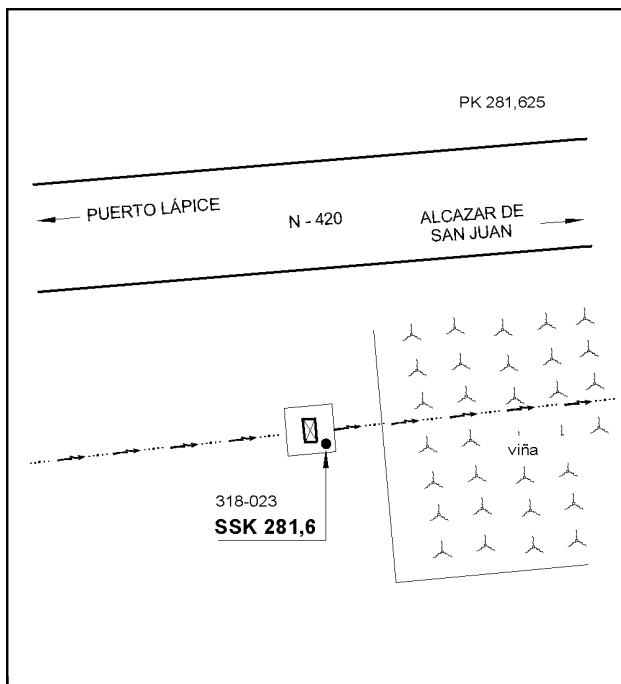 PK 281,625
PUERTO LÁPICE
N - 420
ALCAZAR DE
SAN JUAN
viña
318-023
SSK 281,6